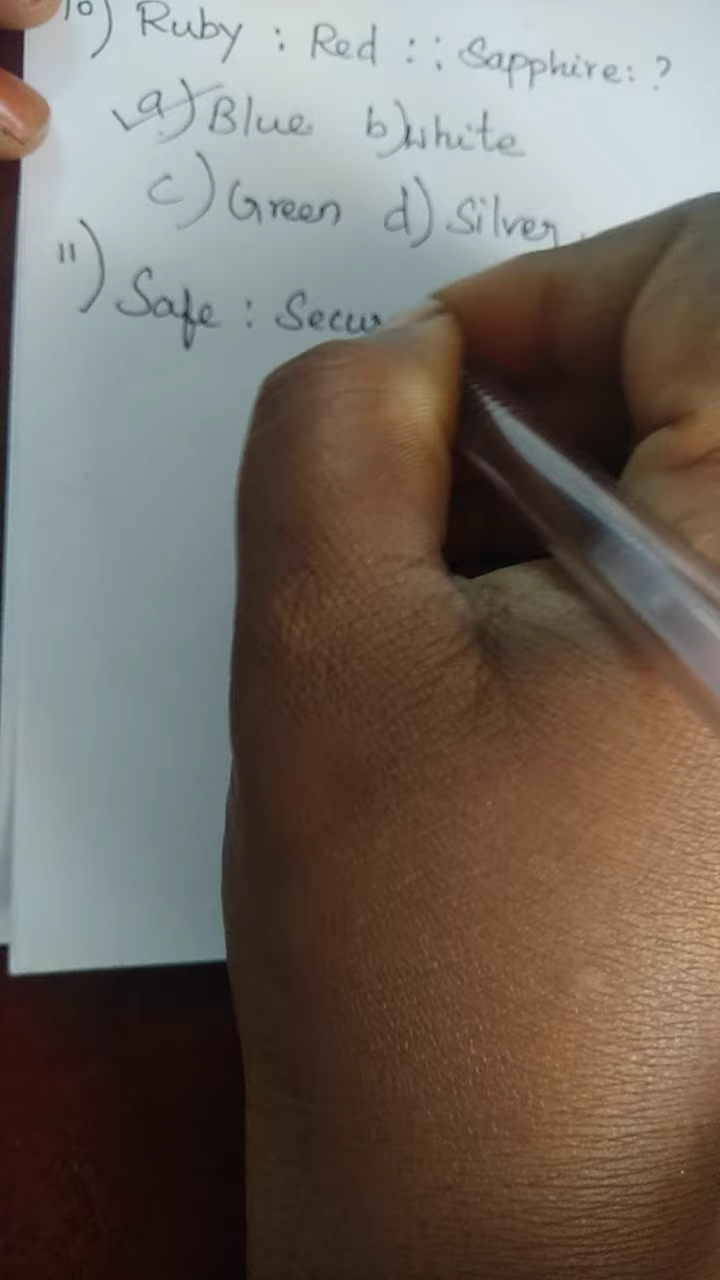 10) Ruby : Red :: Sapphire: ?
a) Blue b) white
c) Green d) Silver
11) Safe : Secu